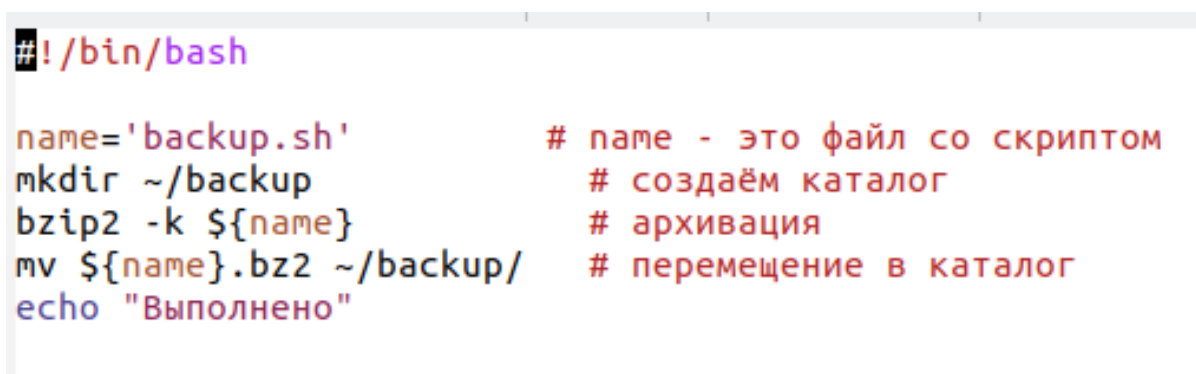 #!/bin/bash
name='backup.sh' # name - это файл со скриптом
mkdir ~/backup # создаём каталог
bzip2 -k ${name} # архивация
mv ${name}.bz2 ~/backup/ # перемещение в каталог
echo "Выполнено"